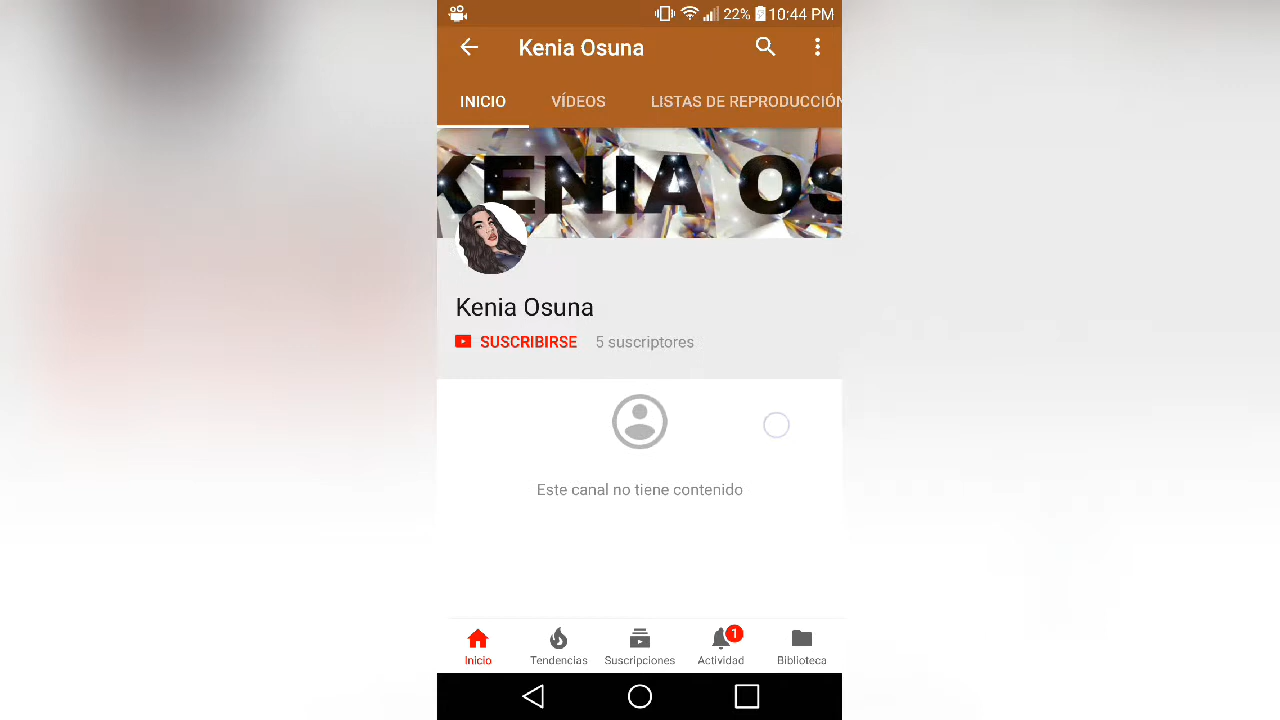 22% 10:44 PM
Kenia Osuna
INICIO VÍDEOS LISTAS DE REPRODUCCIÓN
KENIA OS
Kenia Osuna
SUSCRIBIRSE 5 suscriptores
Este canal no tiene contenido
1
Inicio Tendencias Suscripciones Actividad Biblioteca